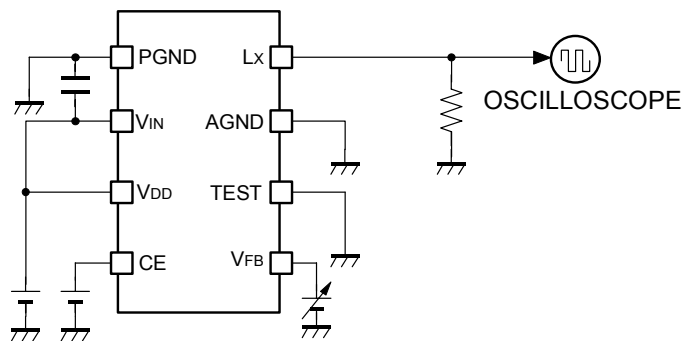 PGND
LX
OSCILLOSCOPE
VIN
AGND
VDD
TEST
CE
VFB